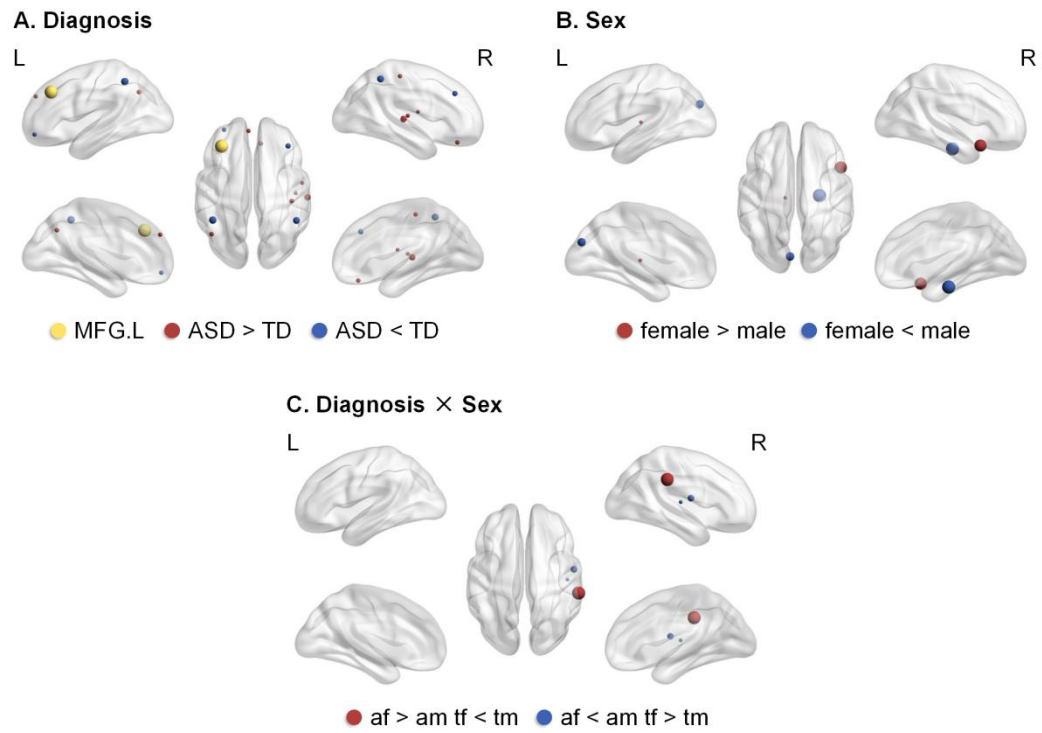 A. Diagnosis
L
R
MFG.L ASD > TD ASD < TD
B. Sex
L
R
female > male female < male
C. Diagnosis × Sex
L
R
af > am tf < tm af < am tf > tm